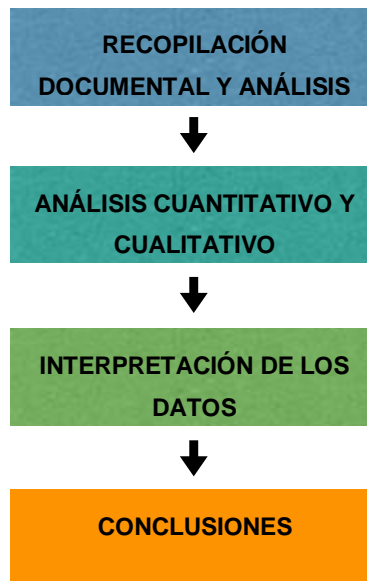 RECOPILACIÓN
DOCUMENTAL Y ANÁLISIS
ANÁLISIS CUANTITATIVO Y
CUALITATIVO
INTERPRETACIÓN DE LOS
DATOS
CONCLUSIONES